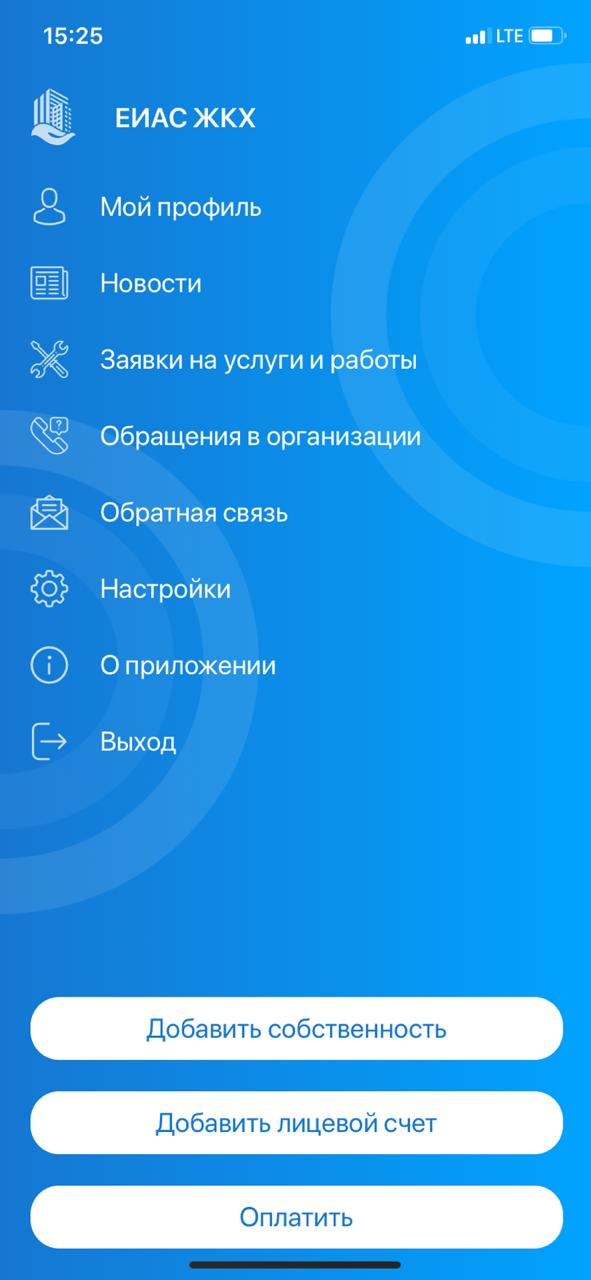 15:25 LTE
ЕИАС ЖКХ
Мой профиль
Новости
Заявки на услуги и работы
?
Обращения в организации
Обратная связь
Настройки
i
О приложении
Выход
Добавить собственность
Добавить лицевой счет
Оплатить